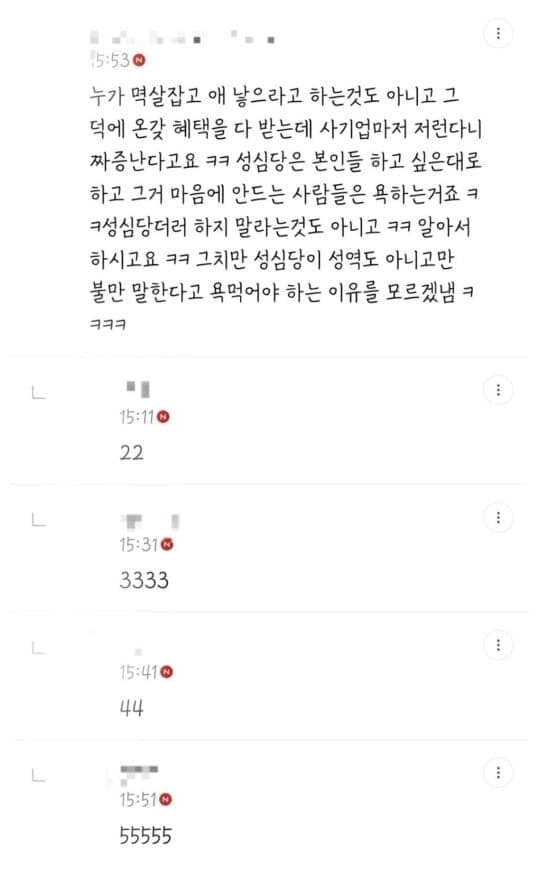 15:53 N
누가 멱살잡고 애 낳으라고 하는것도 아니고 그
덕에 온갖 혜택을 다 받는데 사기업마저 저런다니
짜증난다고요 ㅋㅋ 성심당은 본인들 하고 싶은대로
하고 그거 마음에 안드는 사람들은 욕하는거죠 ㅋ
ㅋ성심당더러 하지 말라는것도 아니고 ㅋㅋ 알아서
하시고요 ㅋㅋ 그치만 성심당이 성역도 아니고만
불만 말한다고 욕먹어야 하는 이유를 모르겠냄 ㅋ
ㅋㅋㅋ
15:11 N
22
15:31 N
3333
15:41 N
44
15:51 N
55555